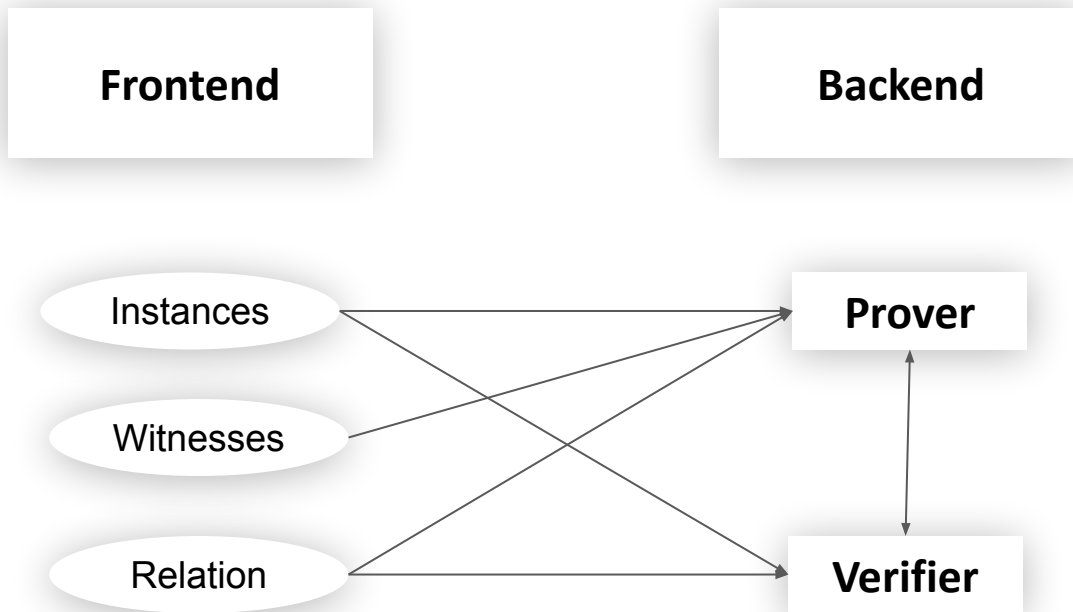 Frontend
Backend
Instances
Prover
Witnesses
Relation
Verifier